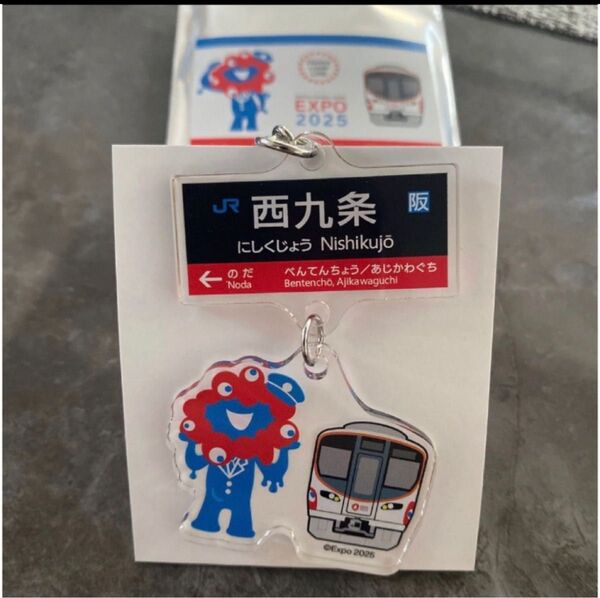 EXPO
2025
JR 西九条 阪
にしくじょう Nishikujō
← のだ べんてんちょう／あじかわぐち
Noda Bentenchō, Ajikawaguchi
©Expo 2025